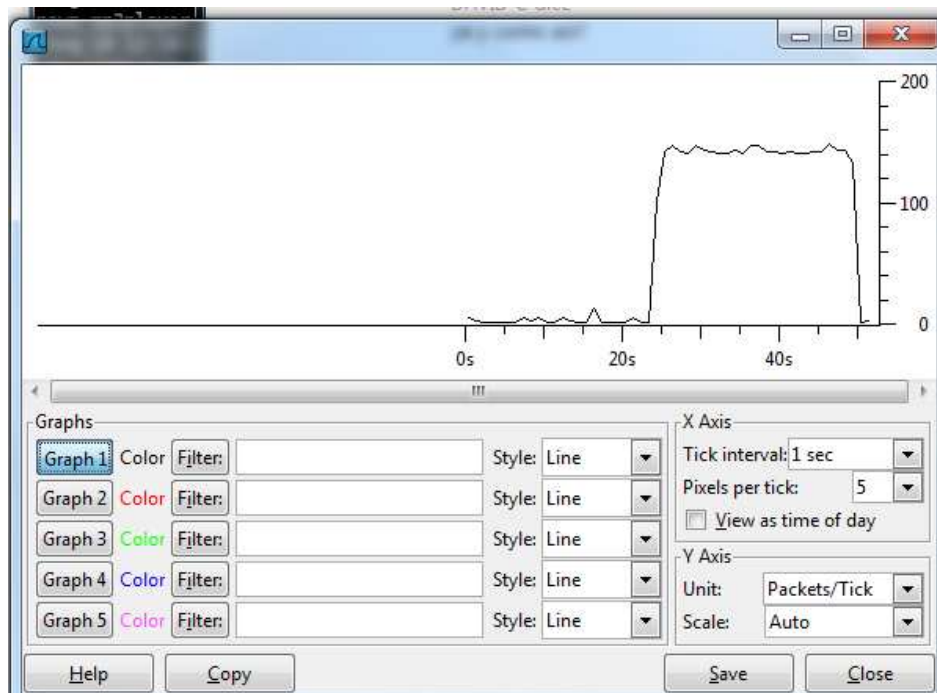 200
100
0
0s 20s 40s
Graphs
Graph 1 Color Filter: Style: Line
Graph 2 Color Filter: Style: Line
Graph 3 Color Filter: Style: Line
Graph 4 Color Filter: Style: Line
Graph 5 Color Filter: Style: Line
X Axis
Tick interval: 1 sec
Pixels per tick: 5
View as time of day
Y Axis
Unit: Packets/Tick
Scale: Auto
Help Copy Save Close